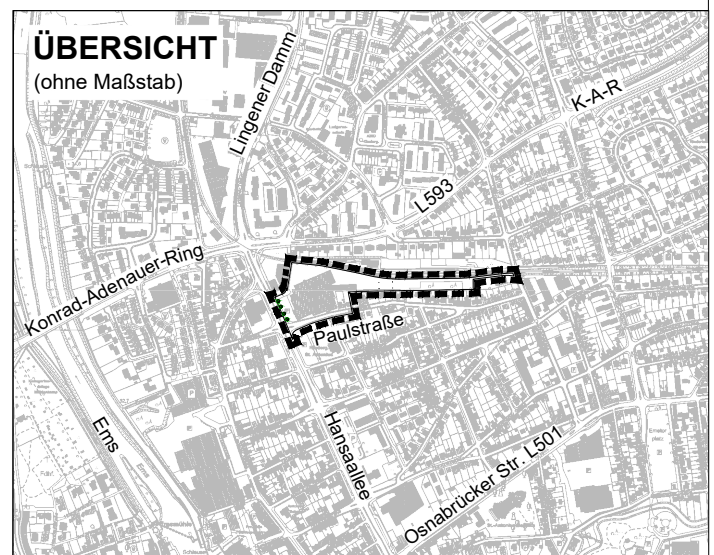 ÜBERSICHT
(ohne Maßstab)
Lingener Damm
K-A-R
L593
Konrad-Adenauer-Ring
Paulstraße
Ems
Hansaallee
Osnabrücker Str. L501